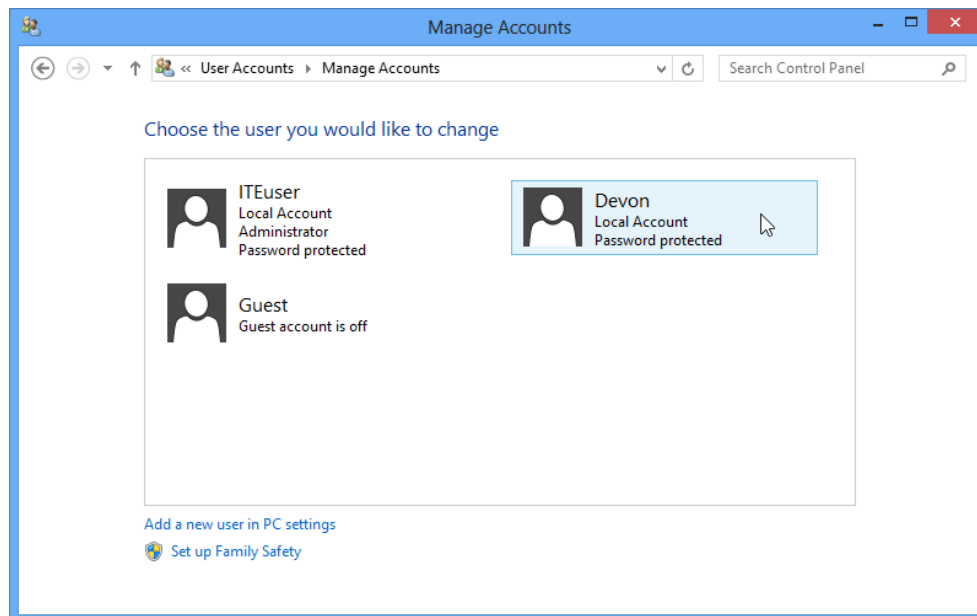 Manage Accounts
« User Accounts Manage Accounts
Search Control Panel
Choose the user you would like to change
ITEuser
Local Account
Administrator
Password protected
Devon
Local Account
Password protected
Guest
Guest account is off
Add a new user in PC settings
Set up Family Safety